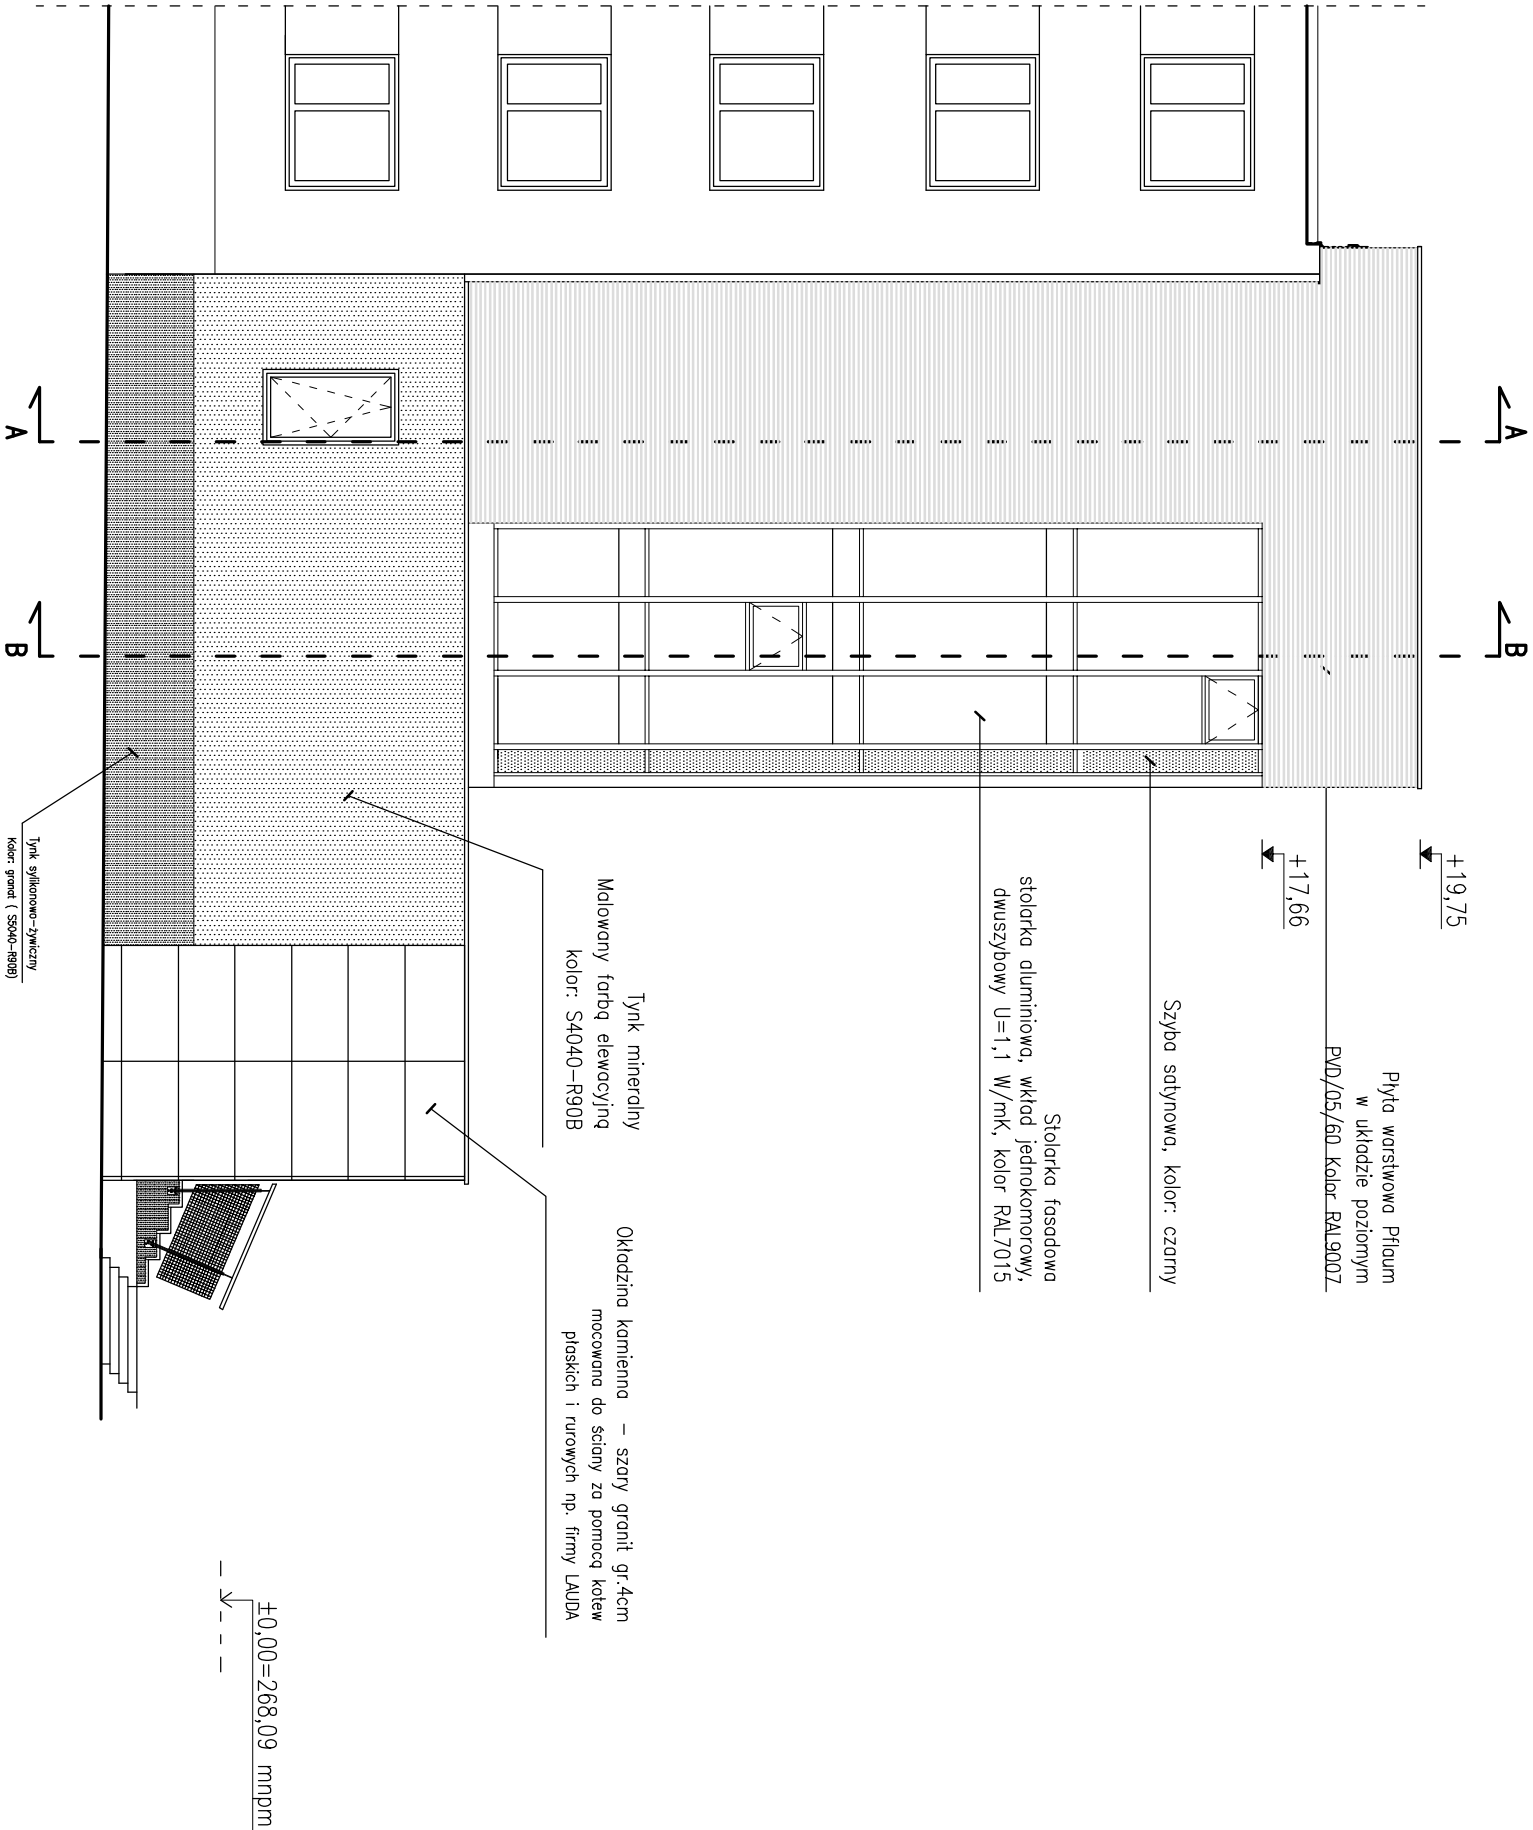 A
A
B
B
+19,75
+17,66
Płyta warstwowa Pflaum
w układzie poziomym
PVD/05/60 Kolor RAL9007
Szyba satynowa, kolor: czarny
Stolarka fasadowa
stolarka aluminiowa, wkład jednokomorowy,
dwuszybowy U=1,1 W/mK, kolor RAL7015
Tynk mineralny
Malowany farbą elewacyjną
kolor: S4040-R90B
Okładzina kamienna - szary granit gr.4cm
mocowana do ściany za pomocą kotew
płaskich i rurowych np. firmy LAUDA
Tynk sylikonowo-żywiczny
Kolor: granat ( S5040-R90B)
±0,00=268,09 mnpm